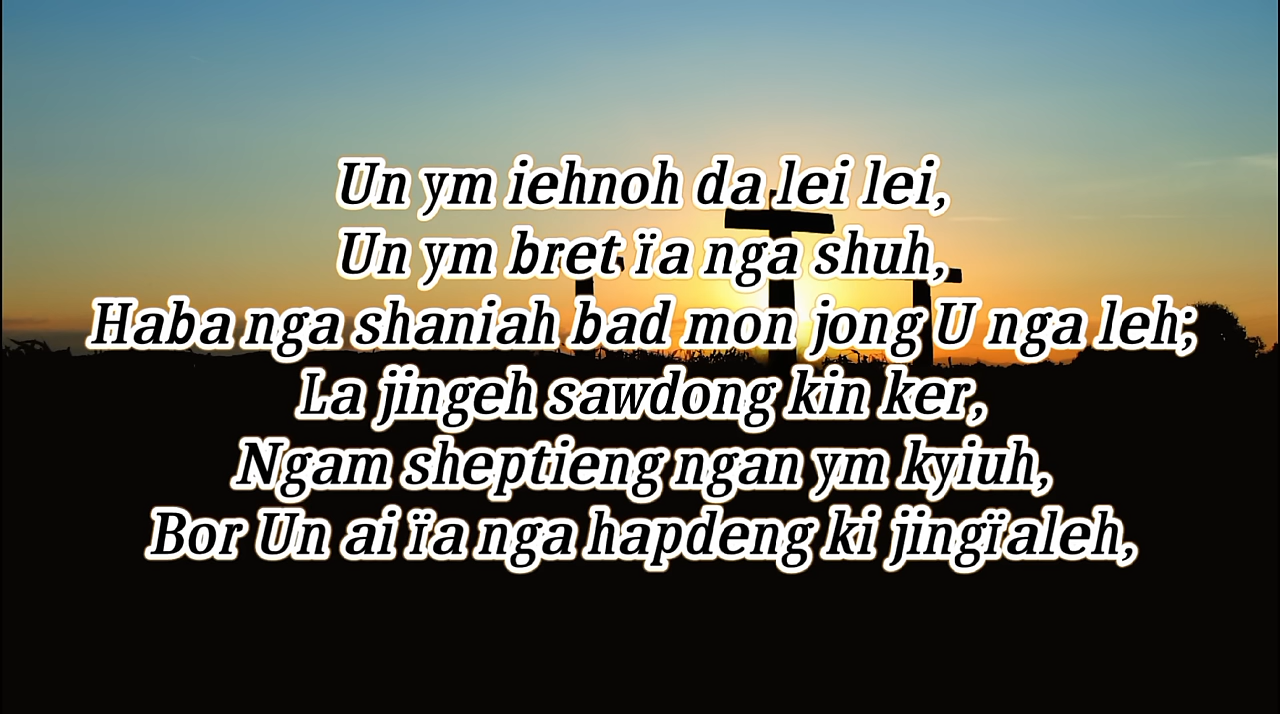 Un ym iehnoh da lei lei,
Un ym bret ïa nga shuh,
Haba nga shaniah bad mon jong U nga leh;
La jingeh sawdong kin ker,
Ngam sheptieng ngan ym kyiuh,
Bor Un ai ïa nga hapdeng ki jingïaleh,